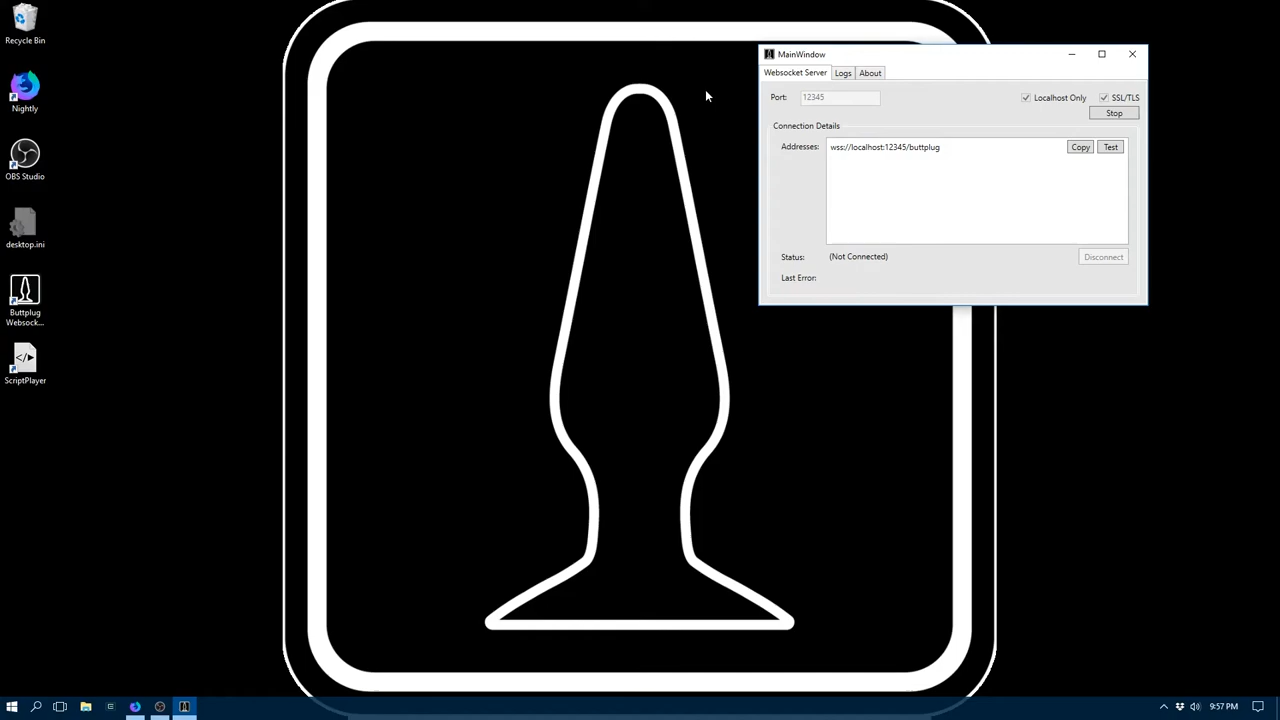 Recycle Bin
Nightly
OBS Studio
desktop.ini
Buttplug
Websock...
ScriptPlayer
MainWindow
Websocket Server Logs About
Port: 12345 Localhost Only SSL/TLS
Stop
Connection Details
Addresses: wss://localhost:12345/buttplug Copy Test
Status: (Not Connected) Disconnect
Last Error:
9:57 PM